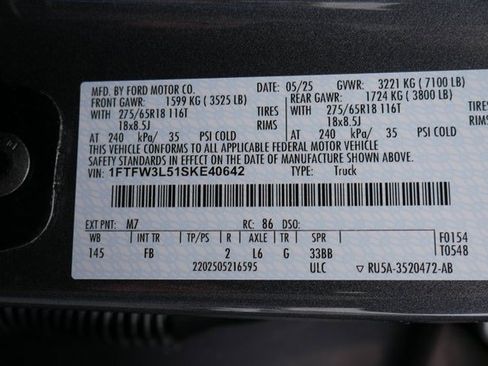 MFD. BY FORD MOTOR CO. DATE: 05/25 GVWR: 3221 KG ( 7100 LB)
FRONT GAWR: 1599 KG ( 3525 LB) REAR GAWR: 1724 KG ( 3800 LB)
WITH 275/65R18 116T TIRES WITH 275/65R18 116T TIRES
18x8.5J RIMS 18x8.5J RIMS
AT 240 kPa/ 35 PSI COLD AT 240 kPa/ 35 PSI COLD
THIS VEHICLE CONFORMS TO ALL APPLICABLE FEDERAL MOTOR VEHICLE
SAFETY STANDARDS IN EFFECT ON THE DATE OF MANUFACTURE SHOWN ABOVE.
VIN: 1FTFW3L51SKE40642 TYPE: Truck
EXT PNT: M7 RC: 86 DSO:
WB INT TR TP/PS R AXLE TR SPR
145 FB 2 L6 G 33BB
F0154
T0548
2202505216595 ULC ▽ RU5A-3520472-AB